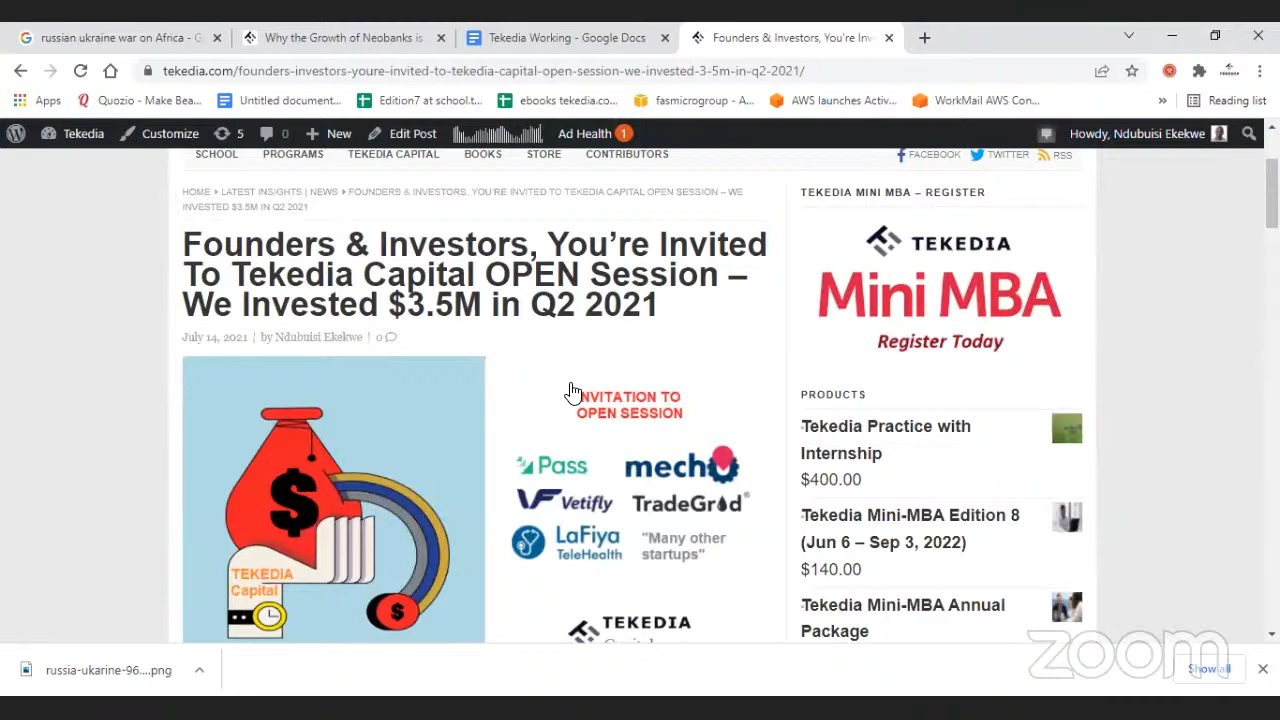 russian ukraine war on Africa - G
Why the Growth of Neobanks is
Tekedia Working - Google Docs
Founders & Investors, You're Inv
tekedia.com/founders-investors-youre-invited-to-tekedia-capital-open-session-we-invested-3-5m-in-q2-2021/
Apps
Quozio - Make Bea...
Untitled document...
Edition7 at school.t...
ebooks tekedia.co...
fasmicrogroup - A...
AWS launches Activ...
WorkMail AWS Con...
»
Reading list
Tekedia
Customize
5
0
+ New
Edit Post
Ad Health 1
Howdy, Ndubuisi Ekekwe
SCHOOL PROGRAMS TEKEDIA CAPITAL BOOKS STORE CONTRIBUTORS
FACEBOOK TWITTER RSS
HOME LATEST INSIGHTS | NEWS FOUNDERS & INVESTORS, YOU'RE INVITED TO TEKEDIA CAPITAL OPEN SESSION – WE
INVESTED $3.5M IN Q2 2021
Founders & Investors, You're Invited
To Tekedia Capital OPEN Session –
We Invested $3.5M in Q2 2021
July 14, 2021 | by Ndubuisi Ekekwe | 0
$
TEKEDIA
Capital
$
NVITATION TO
OPEN SESSION
Pass
mecho
VF Vetifly
TradeGrid®
LaFiya
TeleHealth
"Many other
startups"
TEKEDIA
TEKEDIA MINI MBA – REGISTER
TEKEDIA
Mini MBA
Register Today
PRODUCTS
Tekedia Practice with
Internship
$400.00
Tekedia Mini-MBA Edition 8
(Jun 6 – Sep 3, 2022)
$140.00
Tekedia Mini-MBA Annual
Package
russia-ukarine-96....png
zoom
Show all